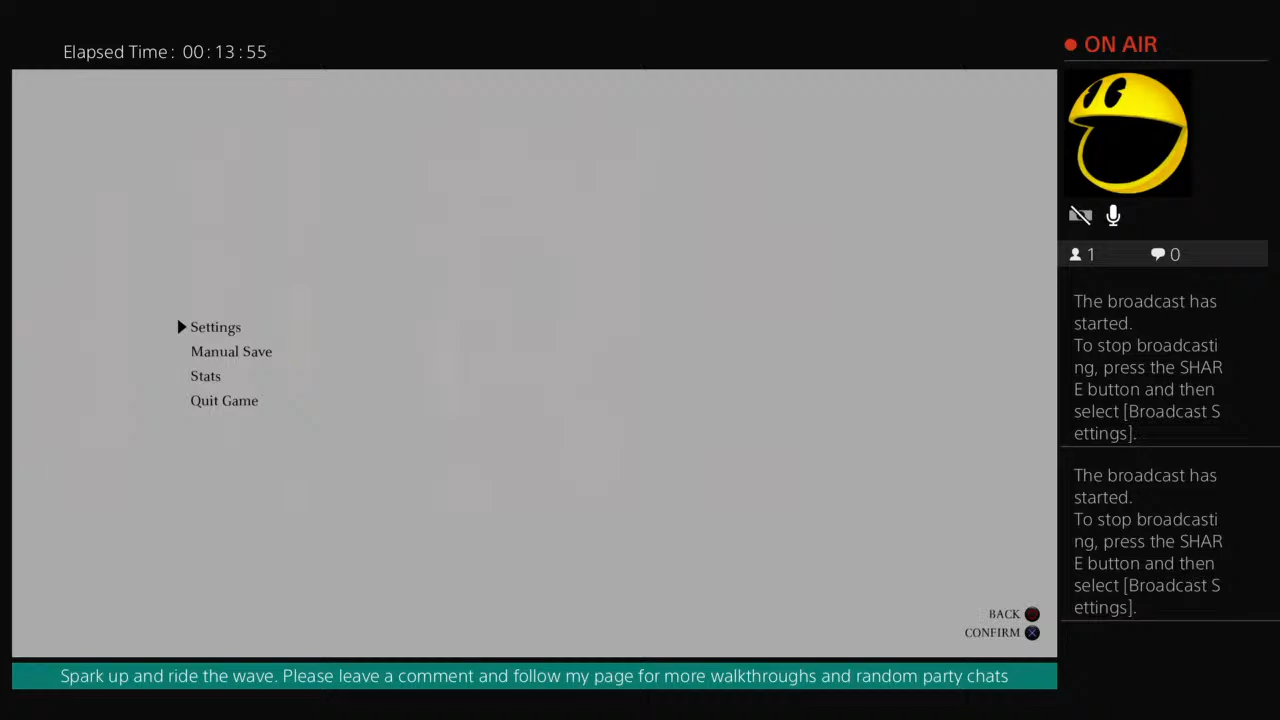 Elapsed Time: 00:13:55
ON AIR
1 0
The broadcast has
started.
To stop broadcasti
ng, press the SHAR
E button and then
select [Broadcast S
ettings].
The broadcast has
started.
To stop broadcasti
ng, press the SHAR
E button and then
select [Broadcast S
ettings].
Settings
Manual Save
Stats
Quit Game
BACK
CONFIRM
Spark up and ride the wave. Please leave a comment and follow my page for more walkthroughs and random party chats